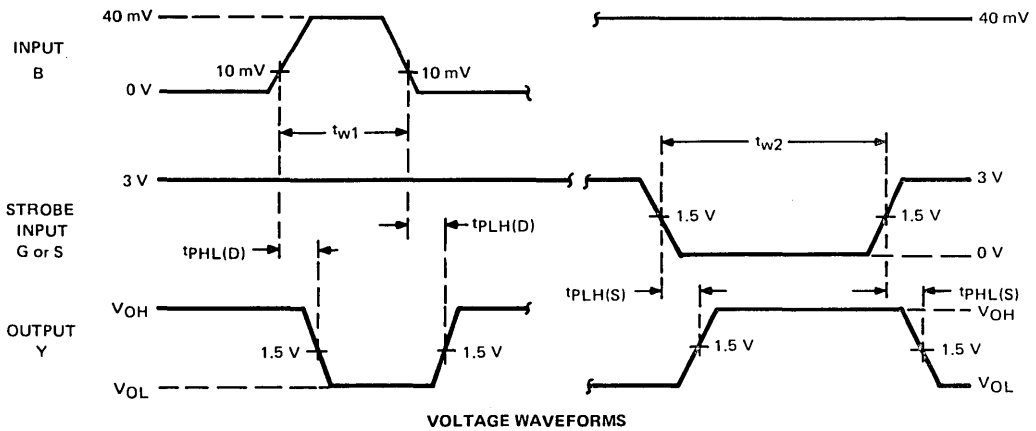 40 mV
40 mV
INPUT
B
10 mV
10 mV
0 V
tw1
tw2
3 V
3 V
STROBE
INPUT
G or S
1.5 V
1.5 V
tPHL(D)
tPLH(D)
0 V
tPLH(S)
tPHL(S)
VOH
VOH
OUTPUT
Y
1.5 V
1.5 V
1.5 V
1.5 V
VOL
VOL
VOLTAGE WAVEFORMS